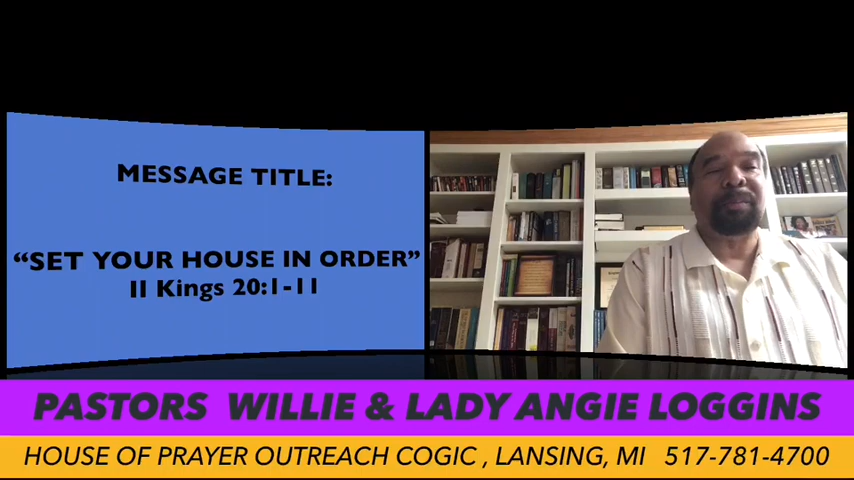 MESSAGE TITLE:
“SET YOUR HOUSE IN ORDER”
II Kings 20:1-11
PASTORS WILLIE & LADY ANGIE LOGGINS
HOUSE OF PRAYER OUTREACH COGIC , LANSING, MI 517-781-4700